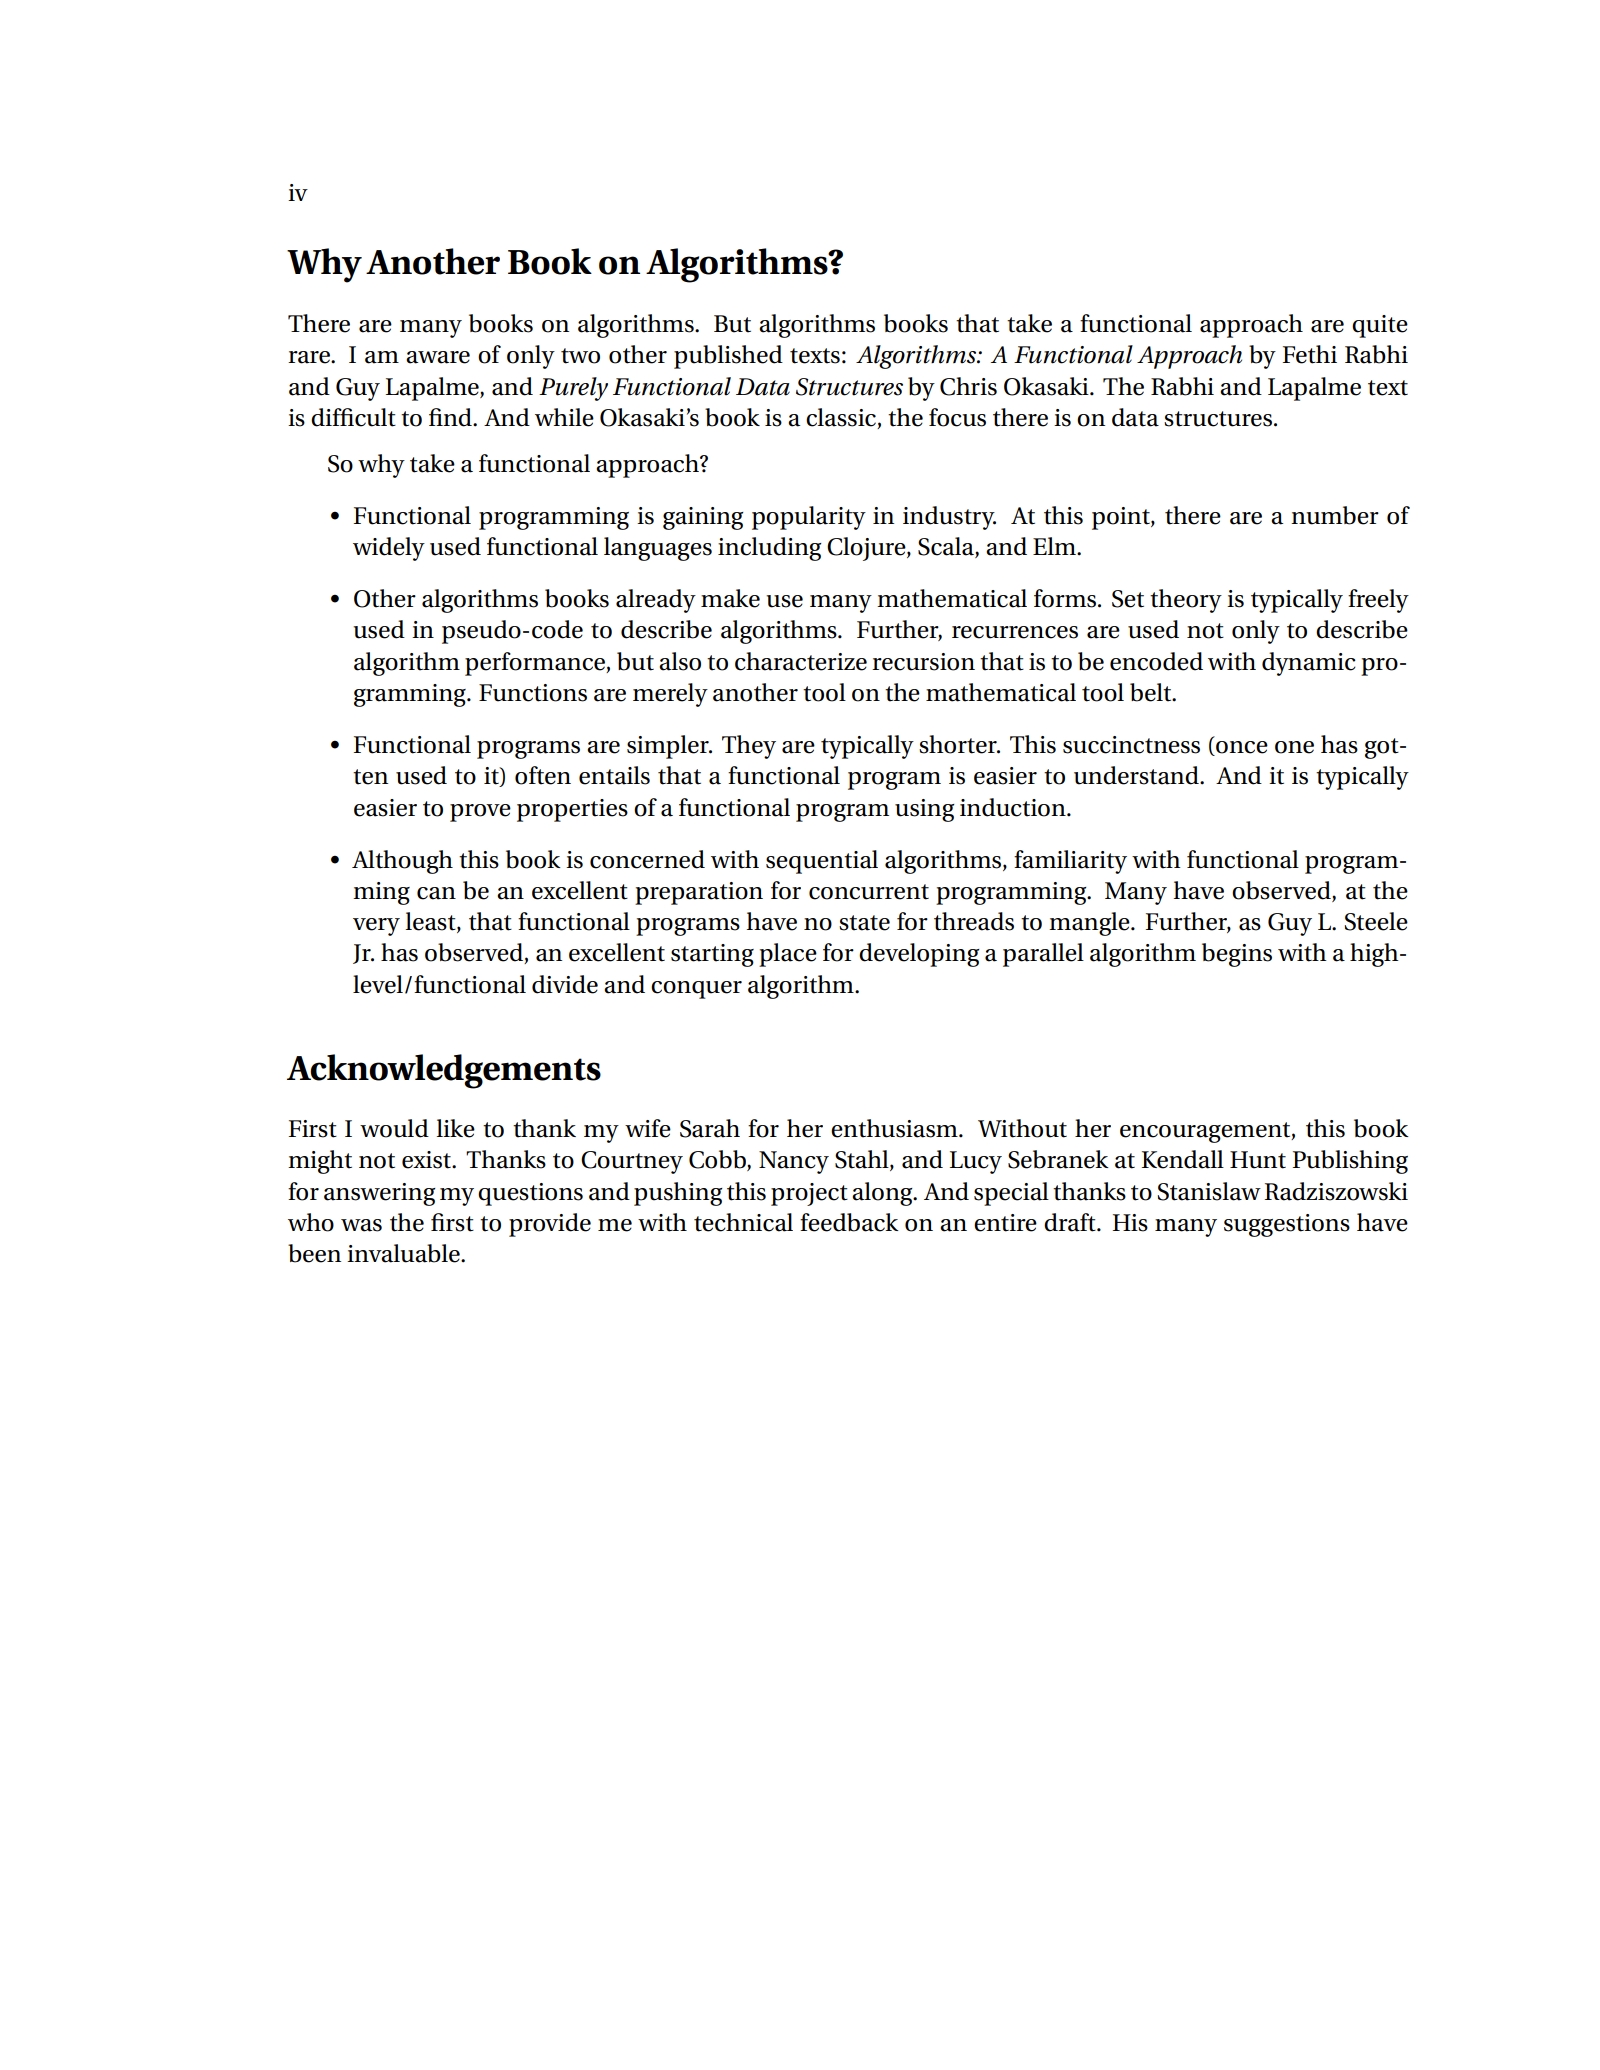 iv
Why Another Book on Algorithms?
There are many books on algorithms. But algorithms books that take a functional approach are quite
rare. I am aware of only two other published texts: Algorithms: A Functional Approach by Fethi Rabhi
and Guy Lapalme, and Purely Functional Data Structures by Chris Okasaki. The Rabhi and Lapalme text
is difficult to find. And while Okasaki’s book is a classic, the focus there is on data structures.
So why take a functional approach?
• Functional programming is gaining popularity in industry. At this point, there are a number of
widely used functional languages including Clojure, Scala, and Elm.
• Other algorithms books already make use many mathematical forms. Set theory is typically freely
used in pseudo-code to describe algorithms. Further, recurrences are used not only to describe
algorithm performance, but also to characterize recursion that is to be encoded with dynamic pro-
gramming. Functions are merely another tool on the mathematical tool belt.
• Functional programs are simpler. They are typically shorter. This succinctness (once one has got-
ten used to it) often entails that a functional program is easier to understand. And it is typically
easier to prove properties of a functional program using induction.
• Although this book is concerned with sequential algorithms, familiarity with functional program-
ming can be an excellent preparation for concurrent programming. Many have observed, at the
very least, that functional programs have no state for threads to mangle. Further, as Guy L. Steele
Jr. has observed, an excellent starting place for developing a parallel algorithm begins with a high-
level/functional divide and conquer algorithm.
Acknowledgements
First I would like to thank my wife Sarah for her enthusiasm. Without her encouragement, this book
might not exist. Thanks to Courtney Cobb, Nancy Stahl, and Lucy Sebranek at Kendall Hunt Publishing
for answering my questions and pushing this project along. And special thanks to Stanislaw Radziszowski
who was the first to provide me with technical feedback on an entire draft. His many suggestions have
been invaluable.